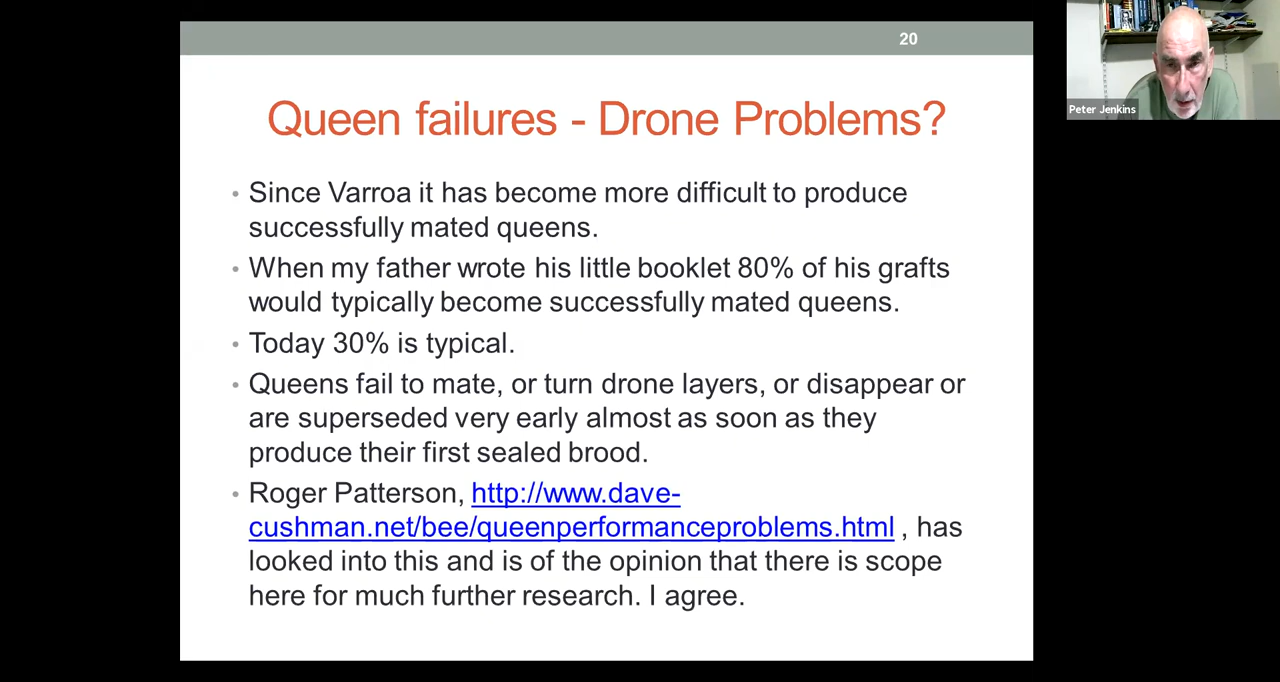 20
Queen failures - Drone Problems?
• Since Varroa it has become more difficult to produce
successfully mated queens.
• When my father wrote his little booklet 80% of his grafts
would typically become successfully mated queens.
• Today 30% is typical.
• Queens fail to mate, or turn drone layers, or disappear or
are superseded very early almost as soon as they
produce their first sealed brood.
• Roger Patterson, http://www.dave-
cushman.net/bee/queenperformanceproblems.html , has
looked into this and is of the opinion that there is scope
here for much further research. I agree.
Peter Jenkins